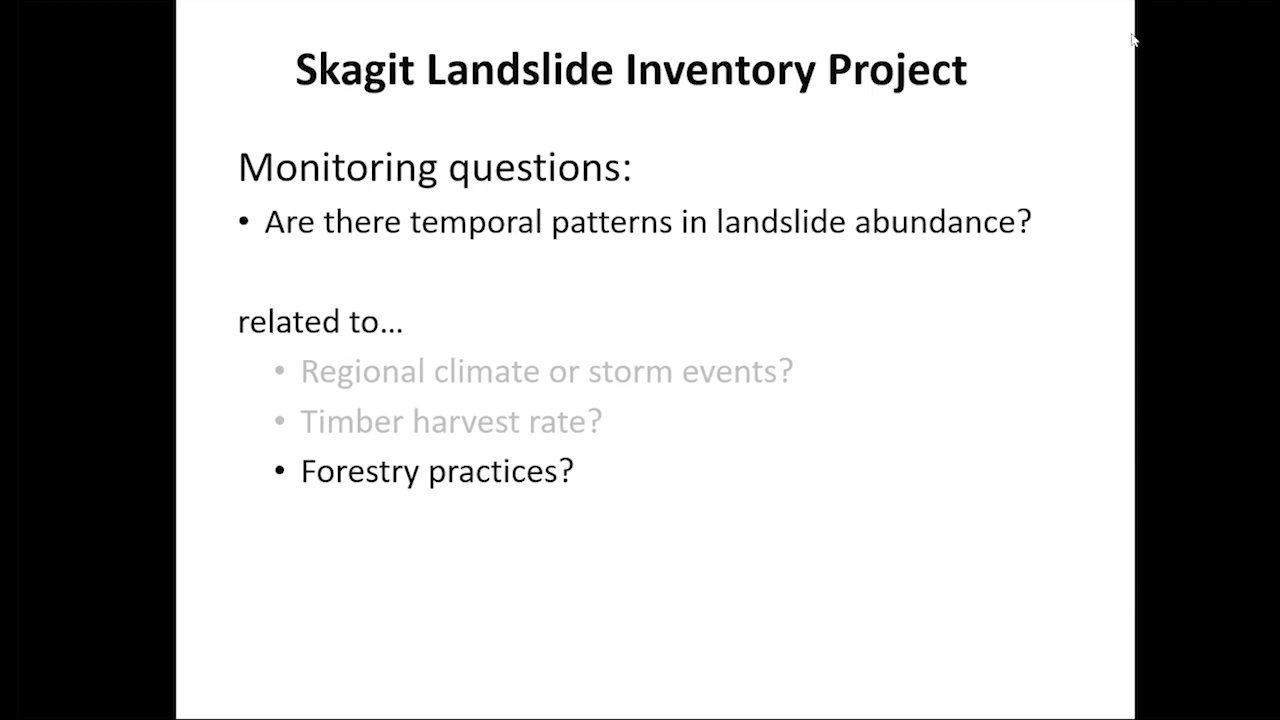 Skagit Landslide Inventory Project
Monitoring questions:
• Are there temporal patterns in landslide abundance?
related to...
• Regional climate or storm events?
• Timber harvest rate?
• Forestry practices?